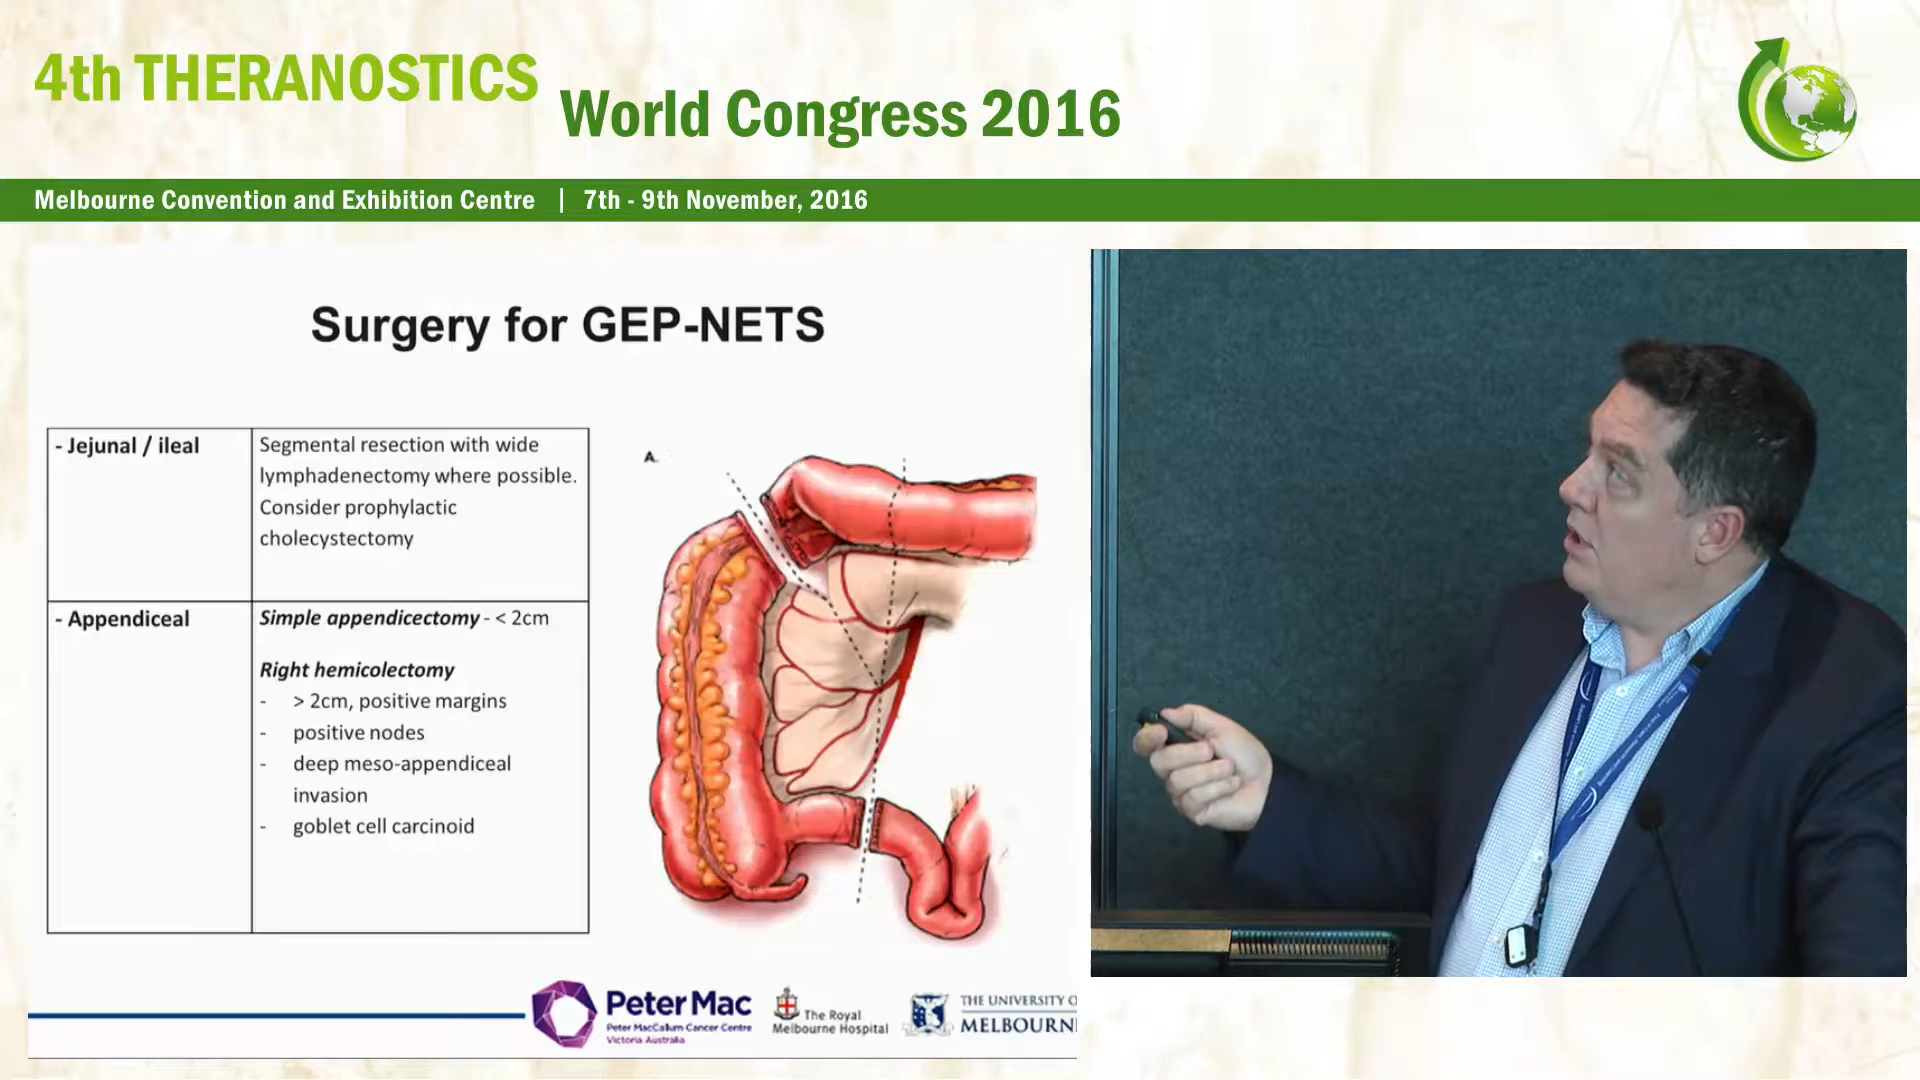 4th THERANOSTICS
World Congress 2016
Melbourne Convention and Exhibition Centre | 7th - 9th November, 2016
Surgery for GEP-NETS
- Jejunal / ileal
Segmental resection with wide
lymphadenectomy where possible.
Consider prophylactic
cholecystectomy
- Appendiceal
Simple appendicectomy - < 2cm
Right hemicolectomy
- > 2cm, positive margins
- positive nodes
- deep meso-appendiceal
invasion
- goblet cell carcinoid
A.
Peter Mac
Peter MacCallum Cancer Centre
Victoria Australia
The Royal
Melbourne Hospital
THE UNIVERSITY O
MELBOURN